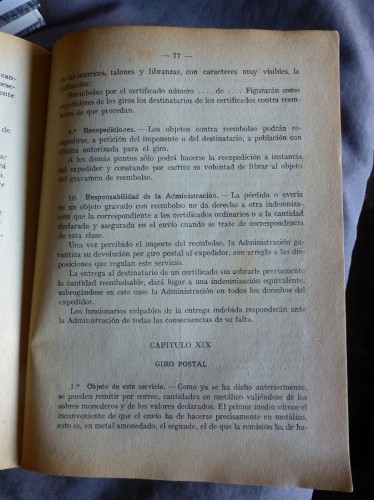 — 77 —
en las matrices, talones y libranzas, con caracteres muy visibles, la
indicación:
Reembolso por el certificado número .... de .... Figurarán como
expedidores de los giros los destinatarios de los certificados contra reem-
bolso de que procedan.
Reexpediciones. — Los objetos contra reembolso podrán re-
expedirse, a petición del imponente o del destinatario, a población con
oficina autorizada para el giro.
A los demás puntos sólo podrá hacerse la reexpedición a instancia
del expedidor y constando por escrito su voluntad de librar al objeto
del gravamen de reembolso.
10. Responsabilidad de la Administración. — La pérdida o avería
de un objeto gravado con reembolso no da derecho a otra indemniza-
ción que la correspondiente a los certificados ordinarios o a la cantidad
declarada y asegurada en el envío cuando se trate de correspondencia
de esta clase.
Una vez percibido el importe del reembolso, la Administración ga-
rantiza su devolución por giro postal al expedidor, con arreglo a las dis-
posiciones que regulan este servicio.
La entrega al destinatario de un certificado sin cobrarle previamente
la cantidad reembolsable, dará lugar a una indemnización equivalente,
subrogándose en este caso la Administración en todos los derechos del
expedidor.
Los funcionarios culpables de la entrega indebida responderán ante
la Administración de todas las consecuencias de su falta.
CAPITULO XIX
GIRO POSTAL
1.º Objeto de este servicio. — Como ya se ha dicho anteriormente,
se pueden remitir por correo, cantidades en metálico valiéndose de los
sobres monederos y de los valores declarados. El primer medio ofrece el
inconveniente de que el envío ha de hacerse precisamente en metálico,
esto es, en metal amonedado, el segundo, el de que la remisión ha de ha-